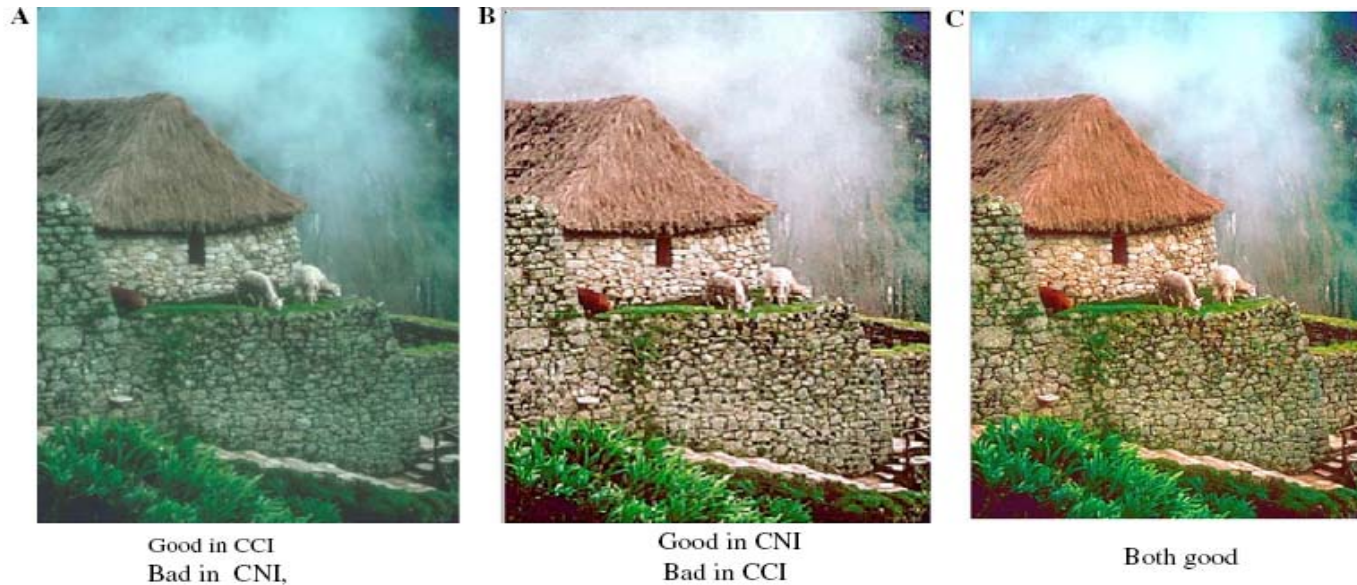 A
B
C
Good in CCI
Bad in  CNI,
Good in CNI
Bad in CCI
Both good